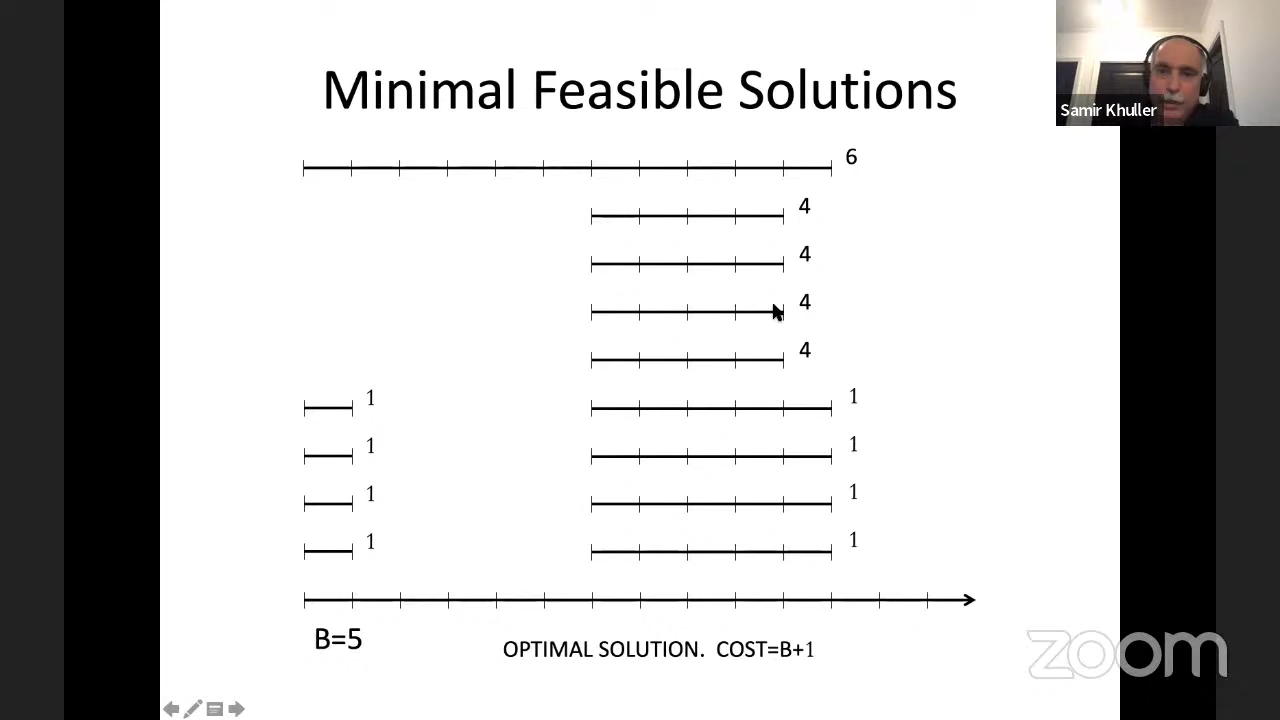 Minimal Feasible Solutions
Samir Khuller
6
4
4
4
4
1
1
1
1
1
1
1
1
B=5
OPTIMAL SOLUTION. COST=B+1
zoom